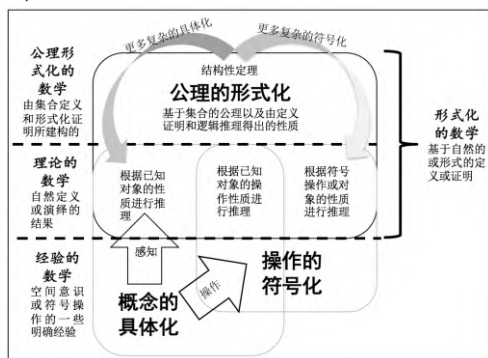 更多复杂的具体化
更多复杂的符号化
公理形
式化的
数学
由集合定义
和形式化证
明所建构的
结构性定理
公理的形式化
基于集合的公理以及由定义
证明和逻辑推理得出的性质
形式化
的数学
基于自然的
或形式的定
义或证明
理论的
数学
自然定义
或演绎的
结果
根据已知
对象的性
质进行推
理
根据已知
对象的操
作性质进
行推理
根据符号
操作或对
象的性质
进行推理
经验的
数学
空间意识
或符号操
作的一些
明确经验
感知
概念的
具体化
操作
操作的
符号化